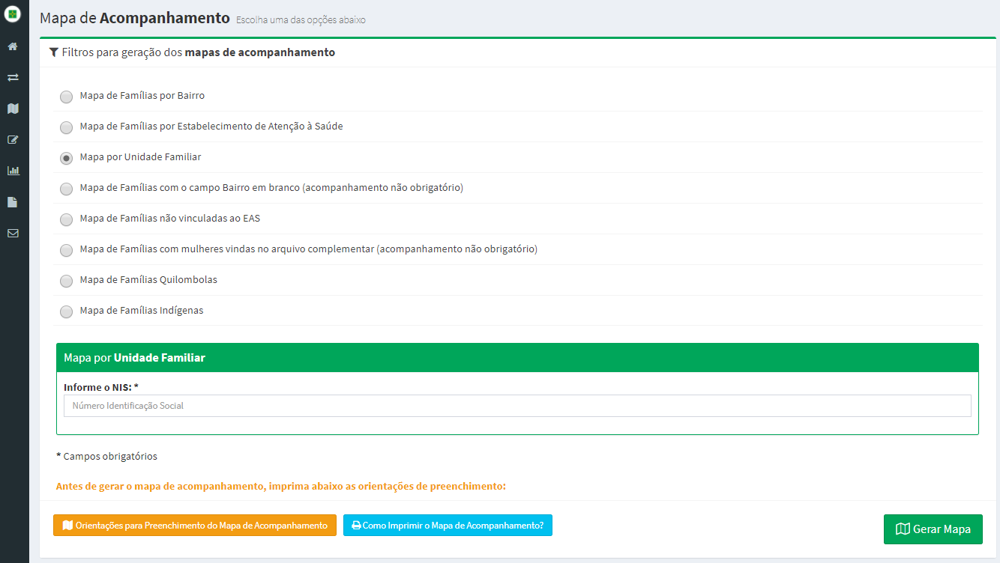 Mapa de Acompanhamento Escolha uma das opções abaixo
Filtros para geração dos mapas de acompanhamento
Mapa de Famílias por Bairro
Mapa de Famílias por Estabelecimento de Atenção à Saúde
Mapa por Unidade Familiar
Mapa de Famílias com o campo Bairro em branco (acompanhamento não obrigatório)
Mapa de Famílias não vinculadas ao EAS
Mapa de Famílias com mulheres vindas no arquivo complementar (acompanhamento não obrigatório)
Mapa de Famílias Quilombolas
Mapa de Famílias Indígenas
Mapa por Unidade Familiar
Informe o NIS: *
Número Identificação Social
* Campos obrigatórios
Antes de gerar o mapa de acompanhamento, imprima abaixo as orientações de preenchimento:
Orientações para Preenchimento do Mapa de Acompanhamento Como Imprimir o Mapa de Acompanhamento? Gerar Mapa